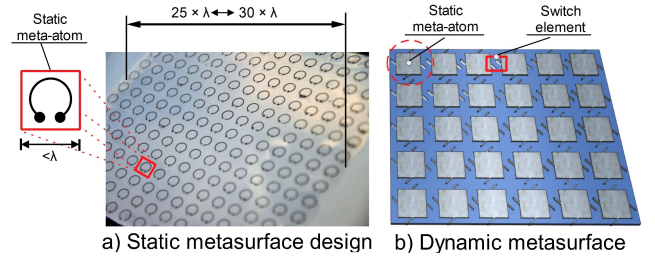 Static
meta-atom
25 × λ
30 × λ
<λ
a) Static metasurface design
Static
meta-atom
Switch
element
b) Dynamic metasurface